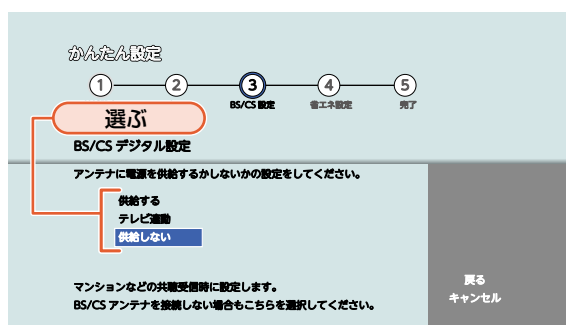 かんたん設定
1 2 3 4 5
BS/CS 設定 省エネ設定 完了
選ぶ
BS/CS デジタル設定
アンテナに電源を供給するかしないかの設定をしてください。
供給する
テレビ連動
供給しない
マンションなどの共聴受信時に設定します。
BS/CS アンテナを接続しない場合もこちらを選択してください。
戻る
キャンセル